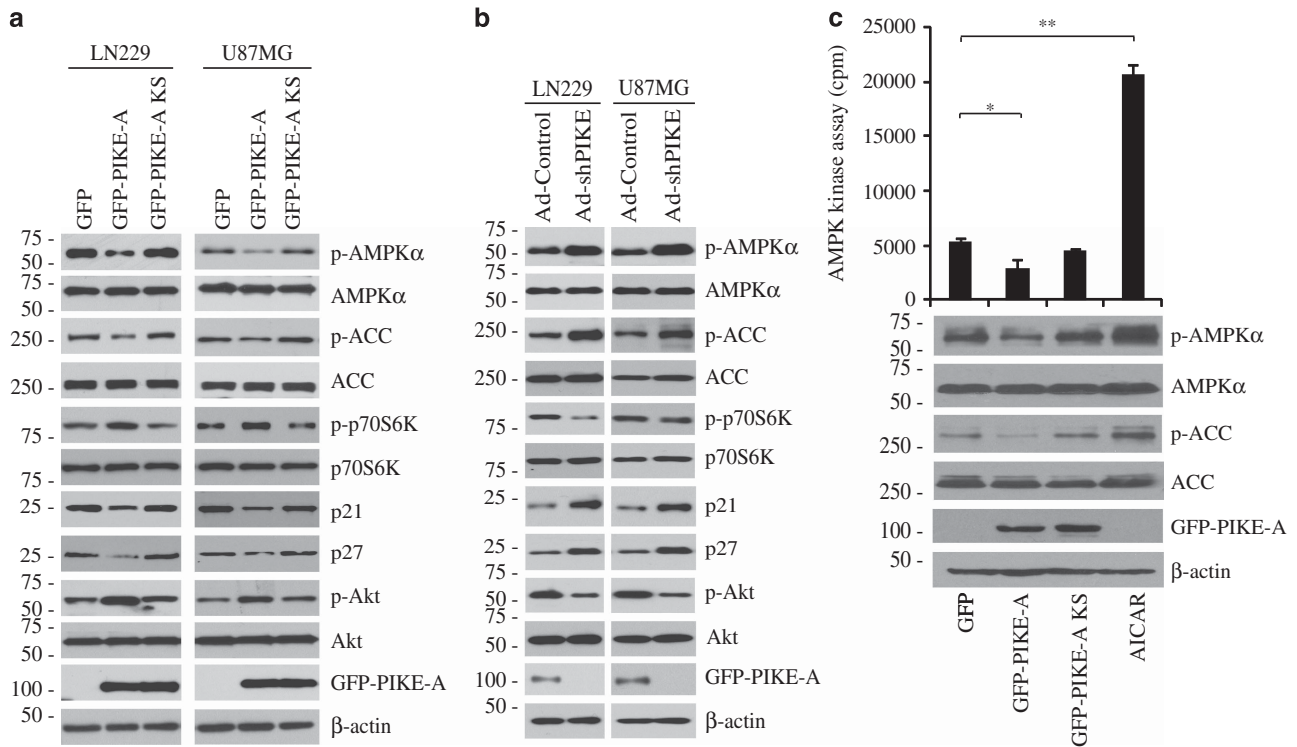 a
LN229 U87MG
GFP GFP-PIKE-A GFP-PIKE-A KS GFP GFP-PIKE-A GFP-PIKE-A KS
75 -
50 - p-AMPKα
75 -
50 - AMPKα
250 - p-ACC
250 - ACC
75 - p-p70S6K
75 - p70S6K
25 - p21
25 - p27
75 -
50 - p-Akt
75 -
50 - Akt
100 - GFP-PIKE-A
50 - β-actin
b
LN229 U87MG
Ad-Control Ad-shPIKE Ad-Control Ad-shPIKE
75 -
50 - p-AMPKα
75 -
50 - AMPKα
250 - p-ACC
250 - ACC
75 - p-p70S6K
75 - p70S6K
25 - p21
25 - p27
75 -
50 - p-Akt
75 -
50 - Akt
100 - GFP-PIKE-A
50 - β-actin
c
AMPK kinase assay (cpm)
25000
20000
15000
10000
5000
0
**
*
75 -
50 - p-AMPKα
75 -
50 - AMPKα
250 - p-ACC
250 - ACC
100 - GFP-PIKE-A
50 - β-actin
GFP GFP-PIKE-A GFP-PIKE-A KS AICAR